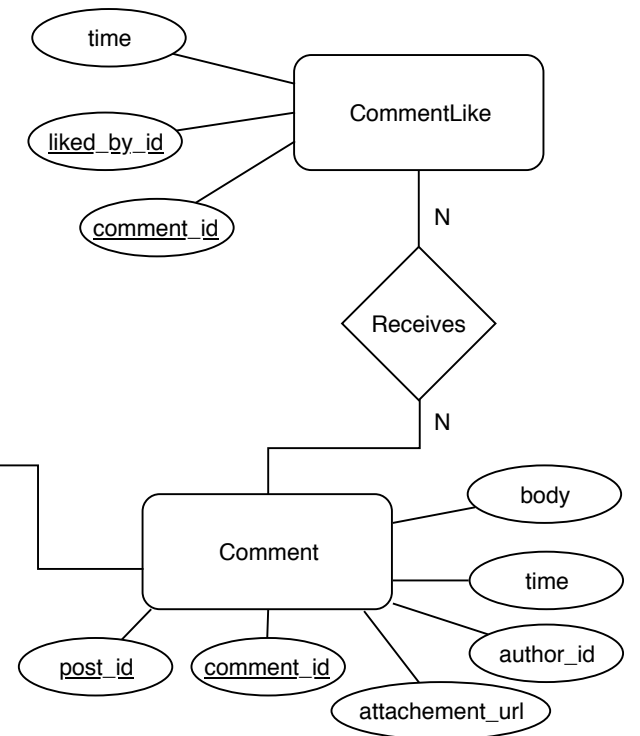 time
CommentLike
liked_by_id
comment_id
N
Receives
N
body
Comment
time
author_id
post_id
comment_id
attachement_url